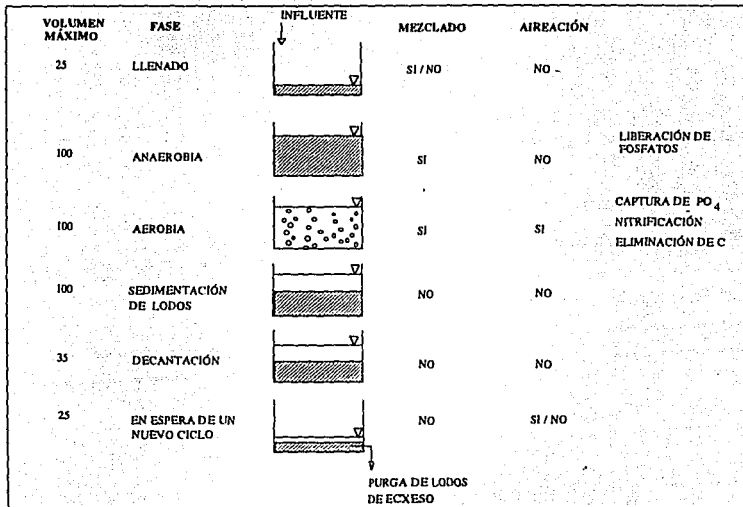 VOLUMEN MÁXIMO FASE INFLUENTE MEZCLADO AIREACIÓN
25 LLENADO SI / NO NO
100 ANAEROBIA SI NO LIBERACIÓN DE FOSFATOS
100 AEROBIA SI SI CAPTURA DE PO4
NITRIFICACIÓN
ELIMINACIÓN DE C
100 SEDIMENTACIÓN DE LODOS NO NO
35 DECANTACIÓN NO NO
25 EN ESPERA DE UN NUEVO CICLO NO SI / NO
PURGA DE LODOS
DE ECXESO